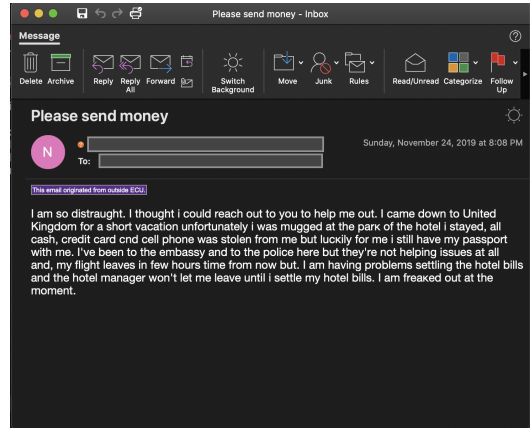 Please send money - Inbox
Message
Delete Archive Reply Reply All Forward Switch Background Move Junk Rules Read/Unread Categorize Follow Up
Please send money
N
Sunday, November 24, 2019 at 8:08 PM
To:
This email originated from outside ECU.
I am so distraught. I thought i could reach out to you to help me out. I came down to United
Kingdom for a short vacation unfortunately i was mugged at the park of the hotel i stayed, all
cash, credit card cnd cell phone was stolen from me but luckily for me i still have my passport
with me. I've been to the embassy and to the police here but they're not helping issues at all
and, my flight leaves in few hours time from now but. I am having problems settling the hotel bills
and the hotel manager won't let me leave until i settle my hotel bills. I am freaked out at the
moment.